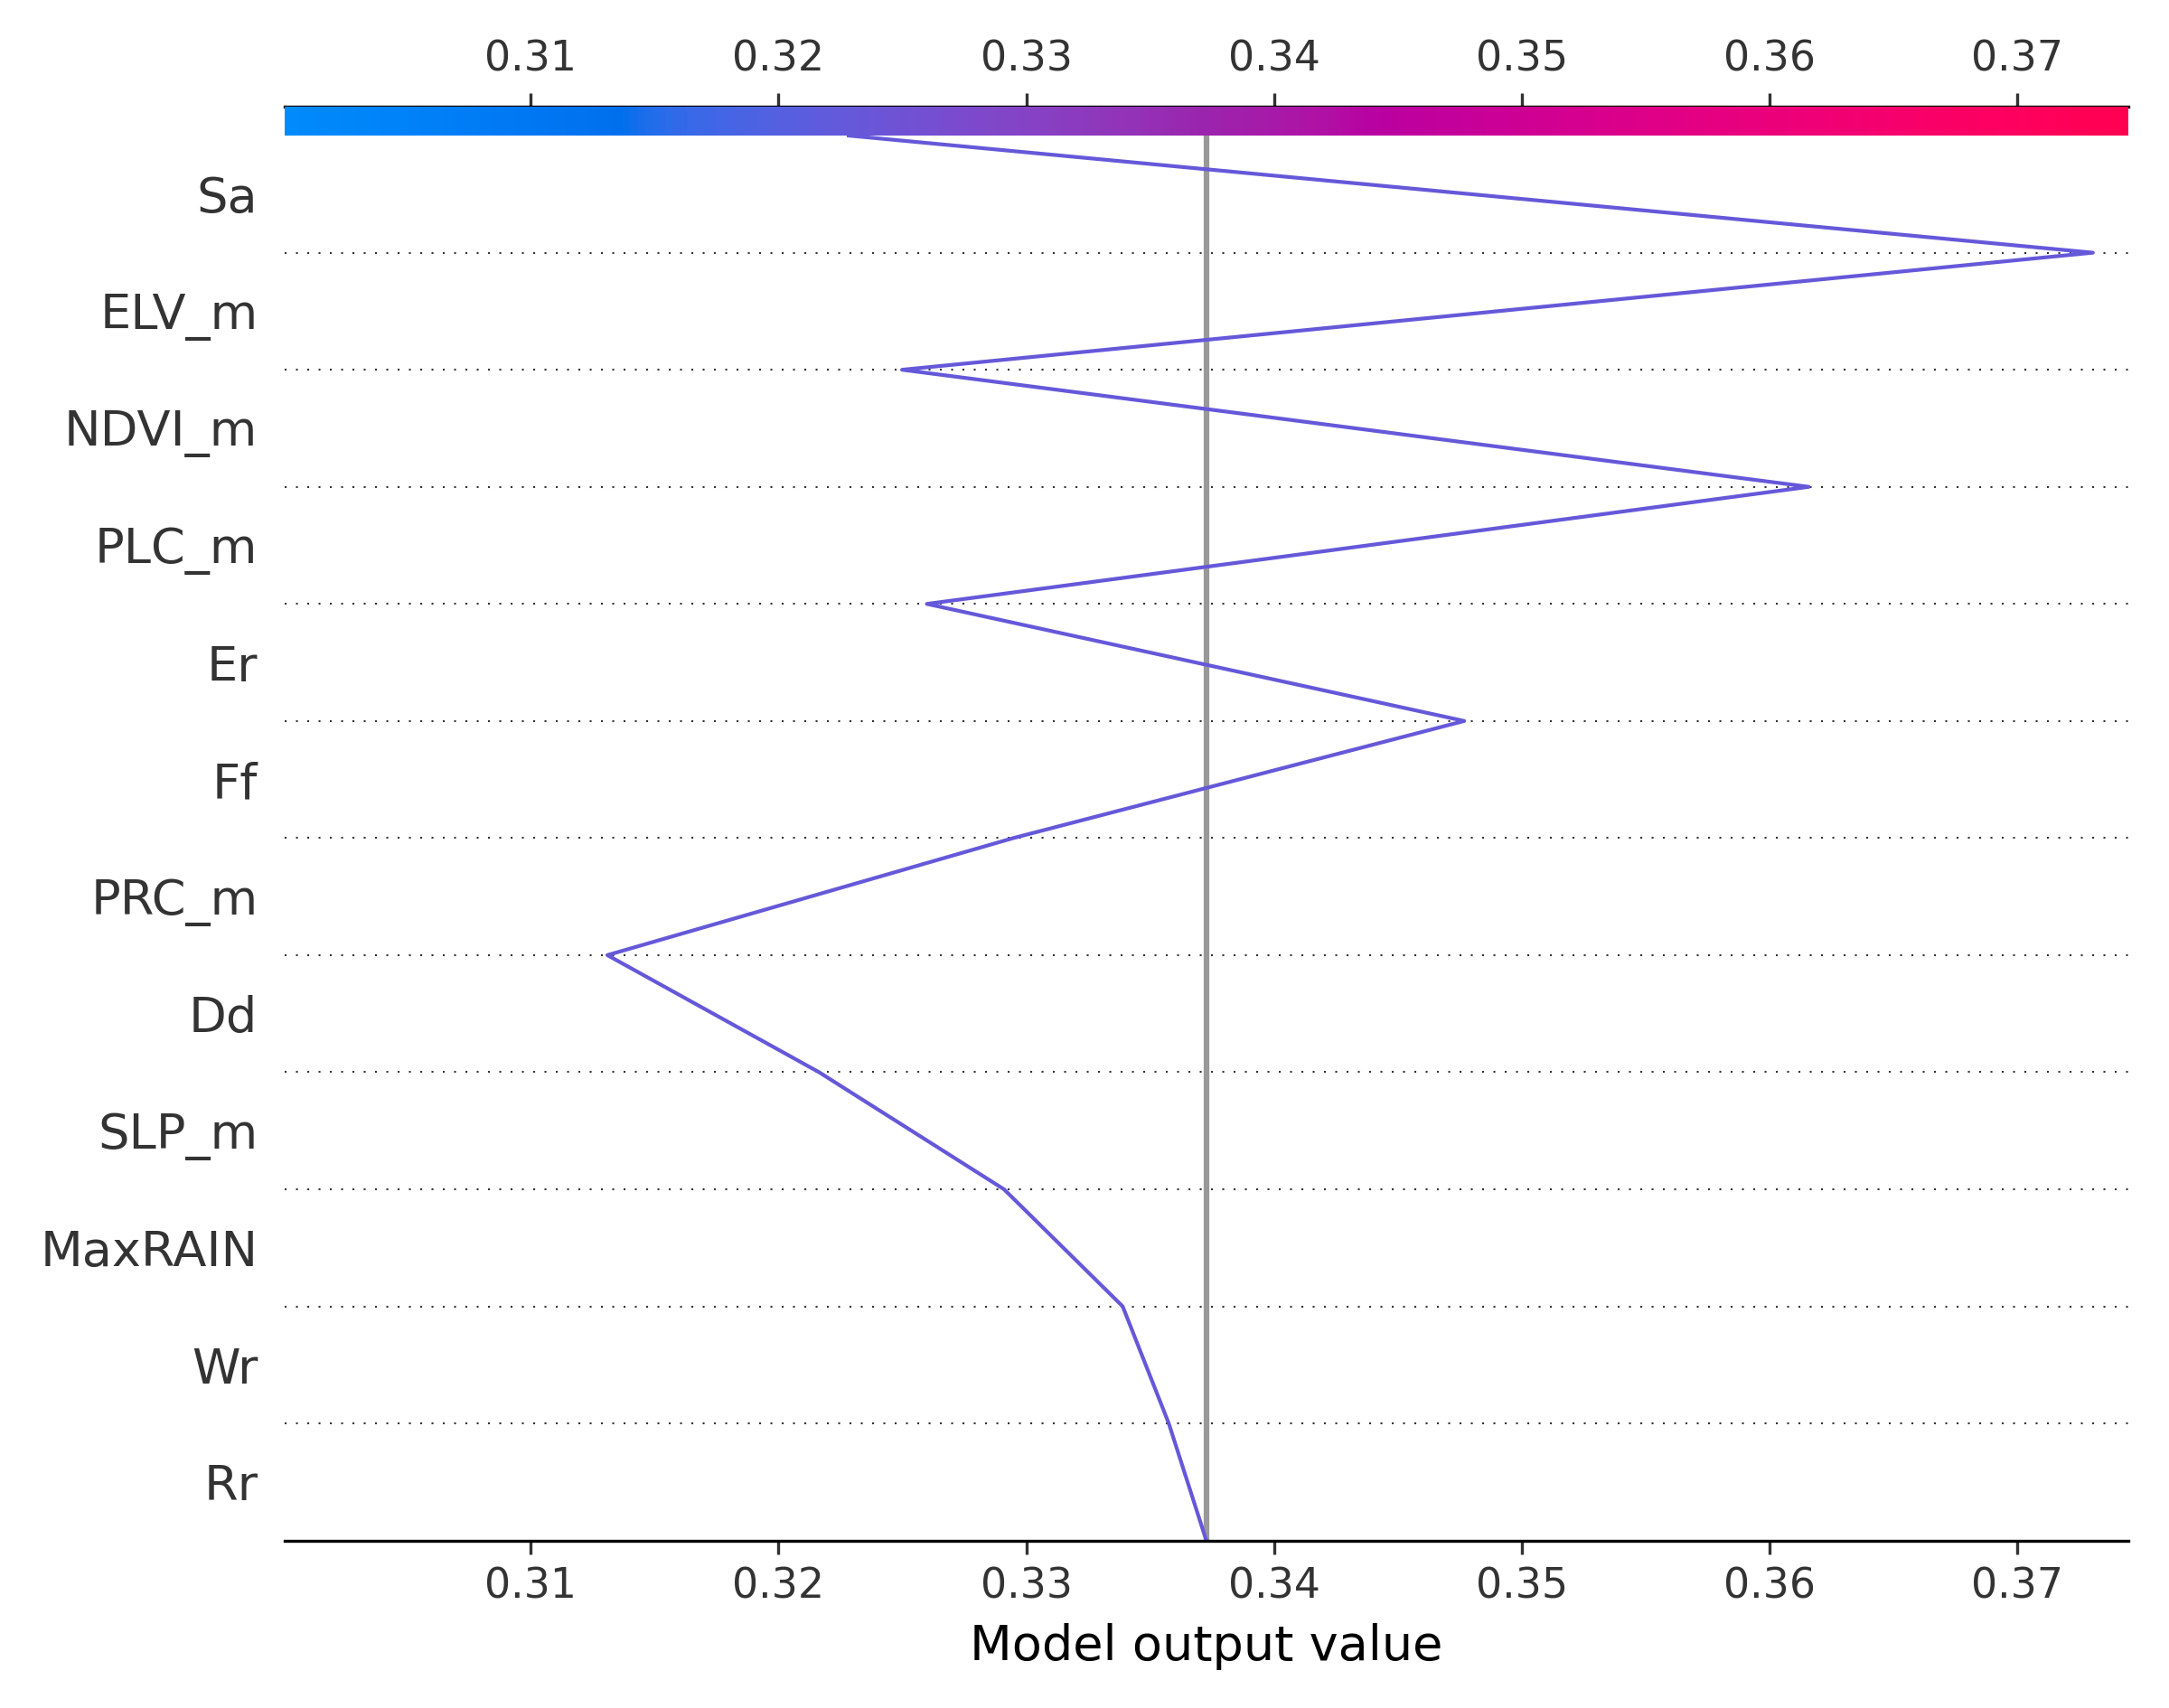 0.31 0.32 0.33 0.34 0.35 0.36 0.37
Sa
ELV_m
NDVI_m
PLC_m
Er
Ff
PRC_m
Dd
SLP_m
MaxRAIN
Wr
Rr
0.31 0.32 0.33 0.34 0.35 0.36 0.37
Model output value